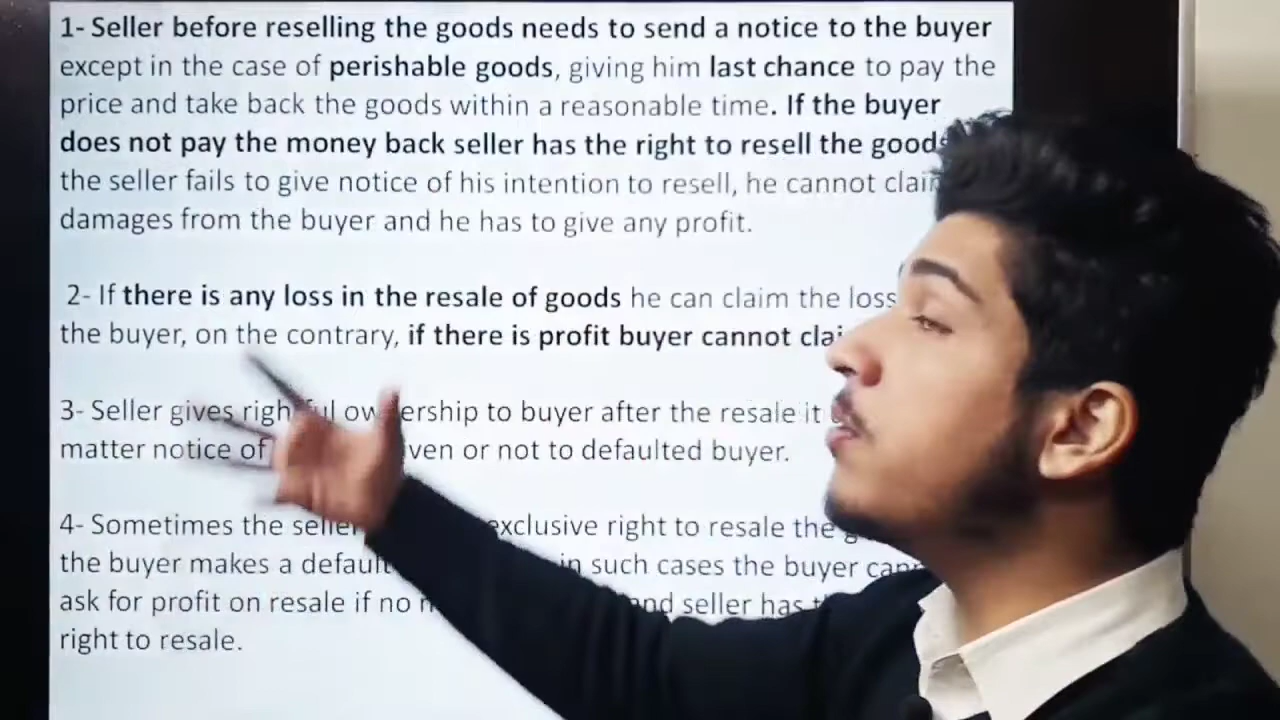 1- Seller before reselling the goods needs to send a notice to the buyer
except in the case of perishable goods, giving him last chance to pay the
price and take back the goods within a reasonable time. If the buyer
does not pay the money back seller has the right to resell the goods
the seller fails to give notice of his intention to resell, he cannot claim
damages from the buyer and he has to give any profit.
2- If there is any loss in the resale of goods he can claim the loss
the buyer, on the contrary, if there is profit buyer cannot claim
3- Seller gives rightful ownership to buyer after the resale it
matter notice of given or not to defaulted buyer.
4- Sometimes the seller exclusive right to resale the
the buyer makes a default in such cases the buyer cannot
ask for profit on resale if no and seller has
right to resale.